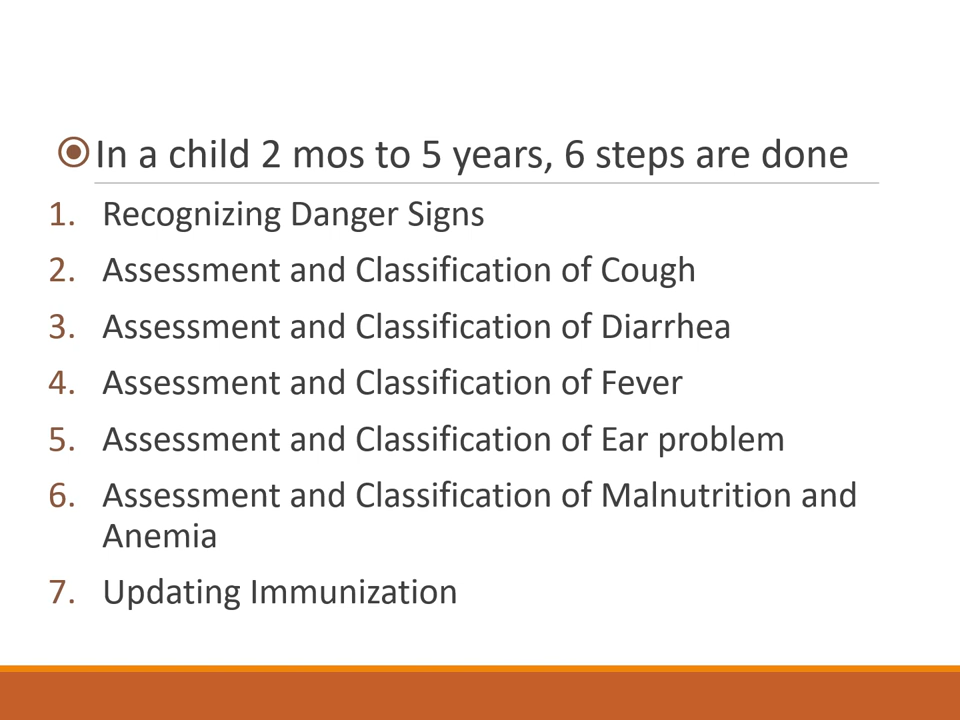 In a child 2 mos to 5 years, 6 steps are done
1. Recognizing Danger Signs
2. Assessment and Classification of Cough
3. Assessment and Classification of Diarrhea
4. Assessment and Classification of Fever
5. Assessment and Classification of Ear problem
6. Assessment and Classification of Malnutrition and
Anemia
7. Updating Immunization